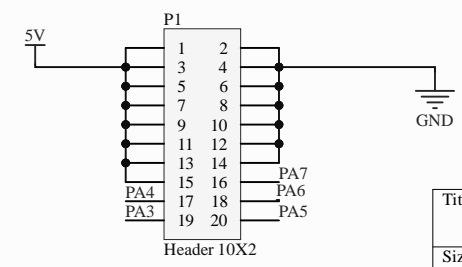 P1
5V
1 2
3 4
5 6
7 8
9 10
11 12
13 14
15 16 PA7
PA4 17 18 PA6
PA3 19 20 PA5
GND
Header 10X2
Tit
Siz